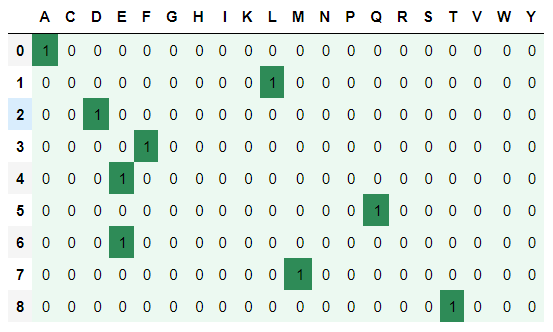 A C D E F G H I K L M N P Q R S T V W Y
0 1 0 0 0 0 0 0 0 0 0 0 0 0 0 0 0 0 0 0 0
1 0 0 0 0 0 0 0 0 0 1 0 0 0 0 0 0 0 0 0 0
2 0 0 1 0 0 0 0 0 0 0 0 0 0 0 0 0 0 0 0 0
3 0 0 0 0 1 0 0 0 0 0 0 0 0 0 0 0 0 0 0 0
4 0 0 0 1 0 0 0 0 0 0 0 0 0 0 0 0 0 0 0 0
5 0 0 0 0 0 0 0 0 0 0 0 0 0 1 0 0 0 0 0 0
6 0 0 0 1 0 0 0 0 0 0 0 0 0 0 0 0 0 0 0 0
7 0 0 0 0 0 0 0 0 0 0 1 0 0 0 0 0 0 0 0 0
8 0 0 0 0 0 0 0 0 0 0 0 0 0 0 0 0 1 0 0 0